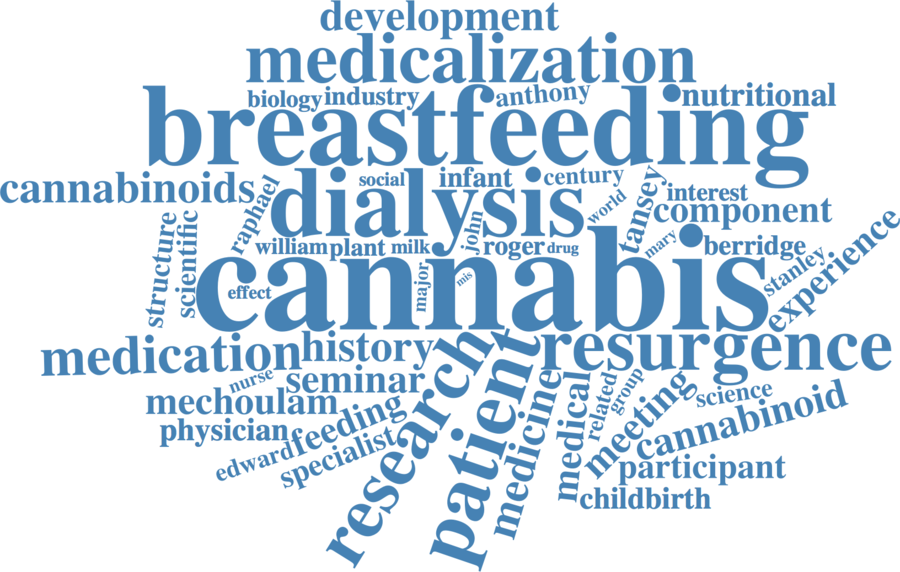 development
medicalization
biology industry anthony nutritional
breastfeeding
cannabinoids raphael dialysis social infant century world tansey interest
component
structure scientific william plant milk john roger drug mary berridge
stanley experience
cannabis effect major mis
medication history research patient resurgence
nurse seminar
mechoulam
physician feeding
edward specialist
medicine medical related group meeting science
cannabinoid
participant
childbirth